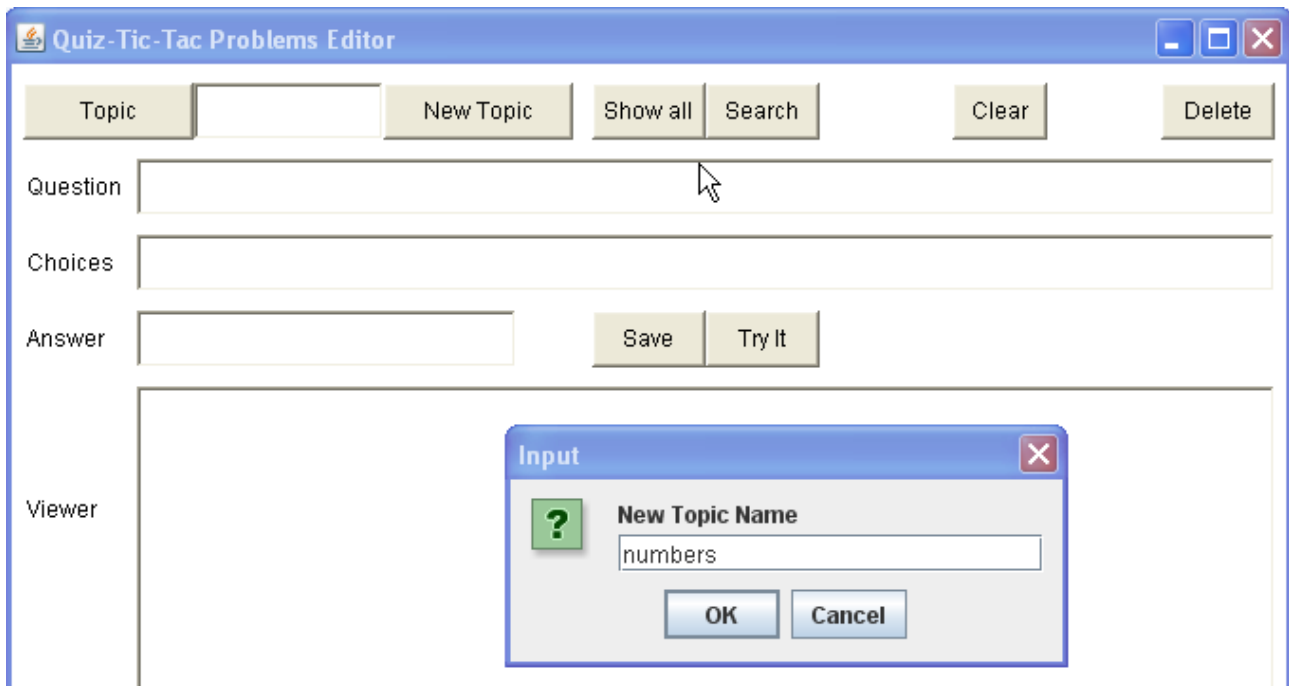 Quiz-Tic-Tac Problems Editor
Topic New Topic Show all Search Clear Delete
Question
Choices
Answer Save Try It
Viewer
Input
?
New Topic Name
numbers
OK Cancel